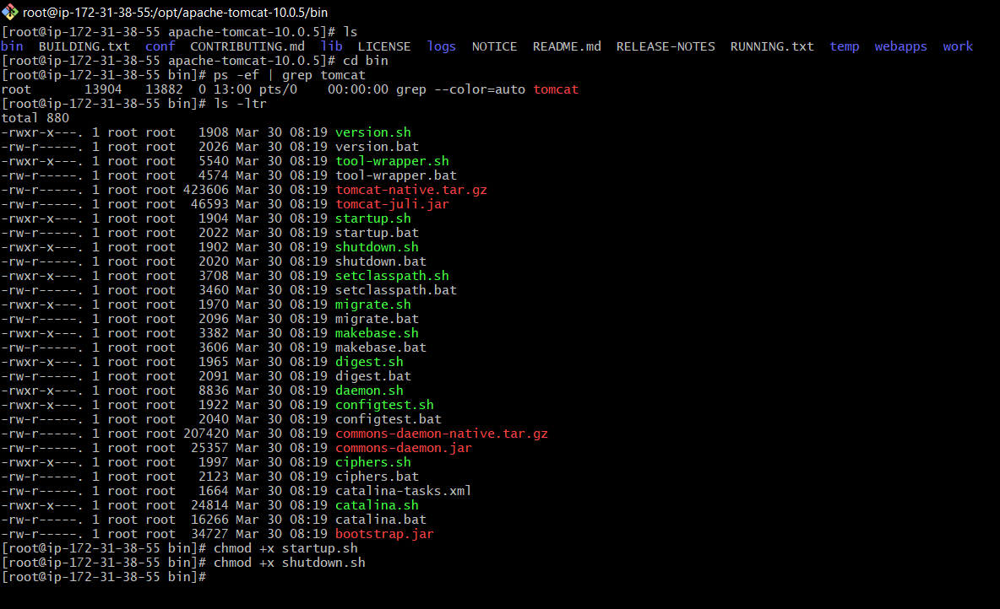 root@ip-172-31-38-55:/opt/apache-tomcat-10.0.5/bin
[root@ip-172-31-38-55 apache-tomcat-10.0.5]# ls
bin  BUILDING.txt  conf  CONTRIBUTING.md  lib  LICENSE  logs  NOTICE  README.md  RELEASE-NOTES  RUNNING.txt  temp  webapps  work
[root@ip-172-31-38-55 apache-tomcat-10.0.5]# cd bin
[root@ip-172-31-38-55 bin]# ps -ef | grep tomcat
root       13904   13882  0 13:00 pts/0    00:00:00 grep --color=auto tomcat
[root@ip-172-31-38-55 bin]# ls -ltr
total 880
-rwxr-x---. 1 root root   1908 Mar 30 08:19 version.sh
-rw-r-----. 1 root root   2026 Mar 30 08:19 version.bat
-rwxr-x---. 1 root root   5540 Mar 30 08:19 tool-wrapper.sh
-rw-r-----. 1 root root   4574 Mar 30 08:19 tool-wrapper.bat
-rw-r-----. 1 root root 423606 Mar 30 08:19 tomcat-native.tar.gz
-rw-r-----. 1 root root  46593 Mar 30 08:19 tomcat-juli.jar
-rwxr-x---. 1 root root   1904 Mar 30 08:19 startup.sh
-rw-r-----. 1 root root   2022 Mar 30 08:19 startup.bat
-rwxr-x---. 1 root root   1902 Mar 30 08:19 shutdown.sh
-rw-r-----. 1 root root   2020 Mar 30 08:19 shutdown.bat
-rwxr-x---. 1 root root   3708 Mar 30 08:19 setclasspath.sh
-rw-r-----. 1 root root   3460 Mar 30 08:19 setclasspath.bat
-rwxr-x---. 1 root root   1970 Mar 30 08:19 migrate.sh
-rw-r-----. 1 root root   2096 Mar 30 08:19 migrate.bat
-rwxr-x---. 1 root root   3382 Mar 30 08:19 makebase.sh
-rw-r-----. 1 root root   3606 Mar 30 08:19 makebase.bat
-rwxr-x---. 1 root root   1965 Mar 30 08:19 digest.sh
-rw-r-----. 1 root root   2091 Mar 30 08:19 digest.bat
-rwxr-x---. 1 root root   8836 Mar 30 08:19 daemon.sh
-rwxr-x---. 1 root root   1922 Mar 30 08:19 configtest.sh
-rw-r-----. 1 root root   2040 Mar 30 08:19 configtest.bat
-rw-r-----. 1 root root 207420 Mar 30 08:19 commons-daemon-native.tar.gz
-rw-r-----. 1 root root  25357 Mar 30 08:19 commons-daemon.jar
-rwxr-x---. 1 root root   1997 Mar 30 08:19 ciphers.sh
-rw-r-----. 1 root root   2123 Mar 30 08:19 ciphers.bat
-rw-r-----. 1 root root   1664 Mar 30 08:19 catalina-tasks.xml
-rwxr-x---. 1 root root  24814 Mar 30 08:19 catalina.sh
-rw-r-----. 1 root root  16266 Mar 30 08:19 catalina.bat
-rw-r-----. 1 root root  34727 Mar 30 08:19 bootstrap.jar
[root@ip-172-31-38-55 bin]# chmod +x startup.sh
[root@ip-172-31-38-55 bin]# chmod +x shutdown.sh
[root@ip-172-31-38-55 bin]#